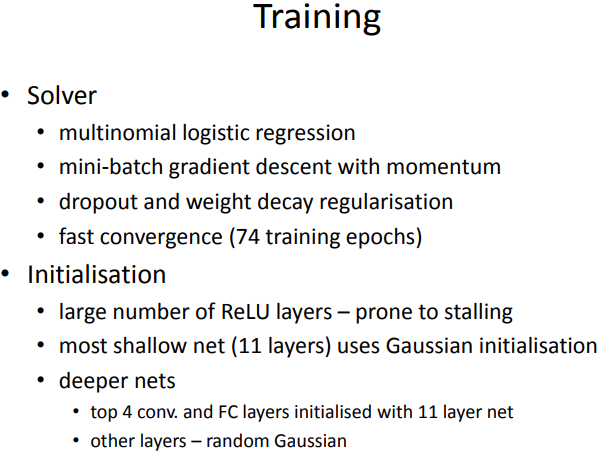 Training
• Solver
• multinomial logistic regression
• mini-batch gradient descent with momentum
• dropout and weight decay regularisation
• fast convergence (74 training epochs)
• Initialisation
• large number of ReLU layers – prone to stalling
• most shallow net (11 layers) uses Gaussian initialisation
• deeper nets
• top 4 conv. and FC layers initialised with 11 layer net
• other layers – random Gaussian